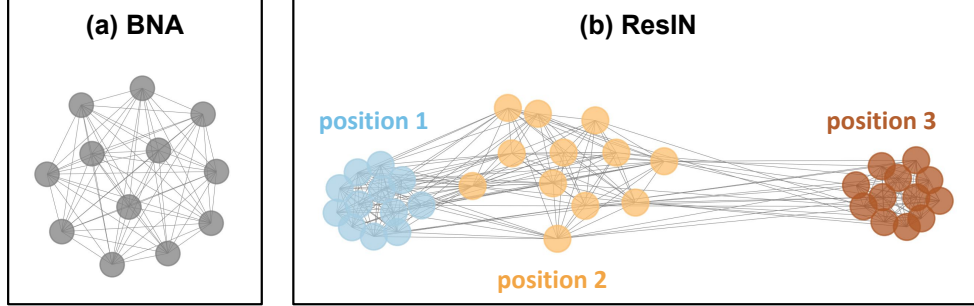 (a) BNA
(b) ResIN
position 1
position 3
position 2